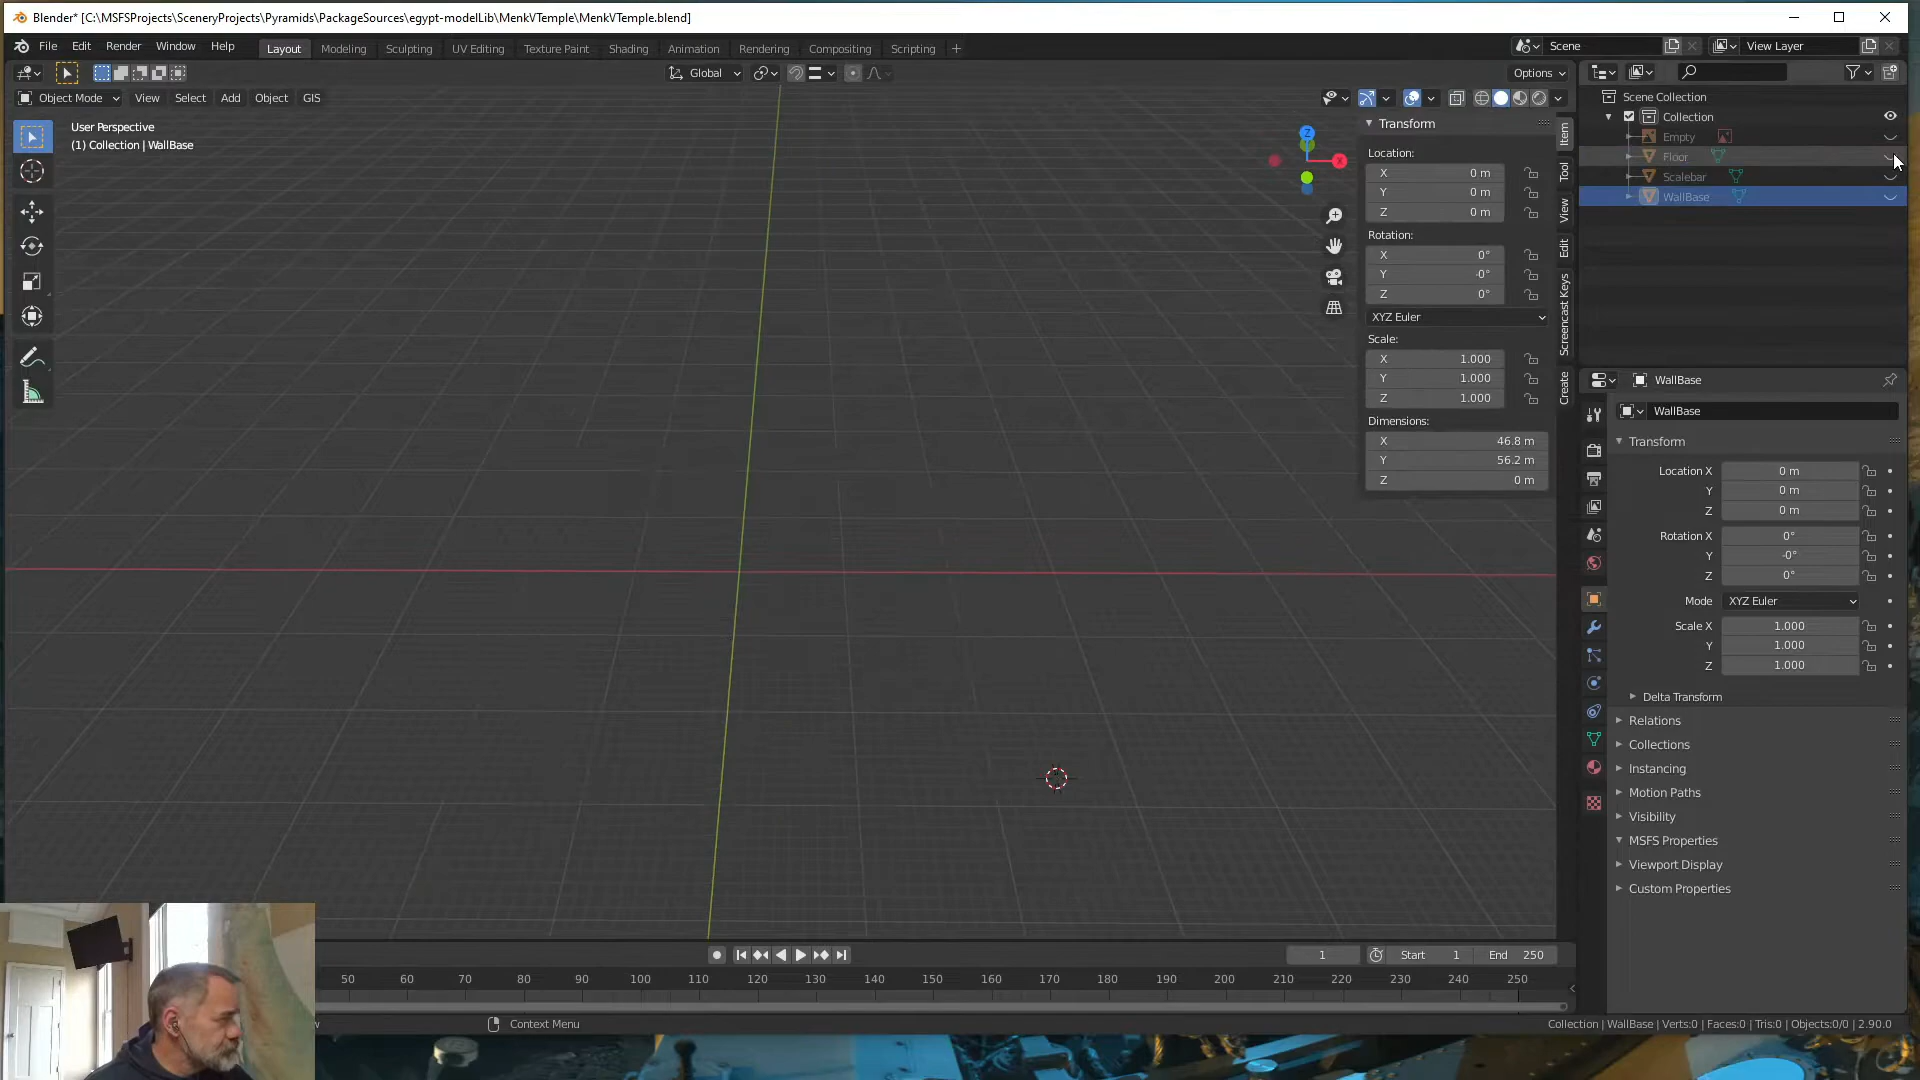 Blender* [C:\MSFSProjects\SceneryProjects\Pyramids\PackageSources\egypt-modelLib\MenkVTemple\MenkVTemple.blend]
File Edit Render Window Help Layout Modeling Sculpting UV Editing Texture Paint Shading Animation Rendering Compositing Scripting + Scene View Layer
Global Options
Object Mode View Select Add Object GIS
User Perspective
(1) Collection | WallBase
Z
X
Transform
Location:
X 0 m
Y 0 m
Z 0 m
Rotation:
X 0°
Y -0°
Z 0°
XYZ Euler
Scale:
X 1.000
Y 1.000
Z 1.000
Dimensions:
X 46.8 m
Y 56.2 m
Z 0 m
Item
Tool
View
Edit
Screencast Keys
Create
Scene Collection
Collection
Empty
Floor
Scalebar
WallBase
WallBase
WallBase
Transform
Location X 0 m
Y 0 m
Z 0 m
Rotation X 0°
Y -0°
Z 0°
Mode XYZ Euler
Scale X 1.000
Y 1.000
Z 1.000
Delta Transform
Relations
Collections
Instancing
Motion Paths
Visibility
MSFS Properties
Viewport Display
Custom Properties
1 Start 1 End 250
50 60 70 80 90 100 110 120 130 140 150 160 170 180 190 200 210 220 230 240 250
Context Menu
Collection | WallBase | Verts:0 | Faces:0 | Tris:0 | Objects:0/0 | 2.90.0